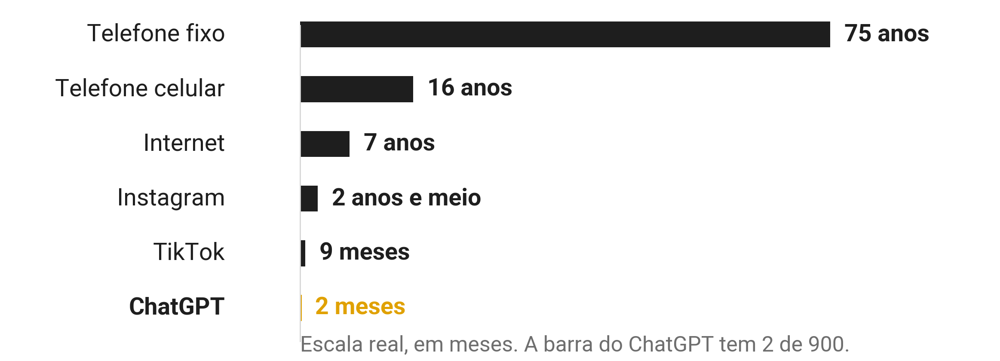 Telefone fixo 75 anos
Telefone celular 16 anos
Internet 7 anos
Instagram 2 anos e meio
TikTok 9 meses
ChatGPT 2 meses
Escala real, em meses. A barra do ChatGPT tem 2 de 900.